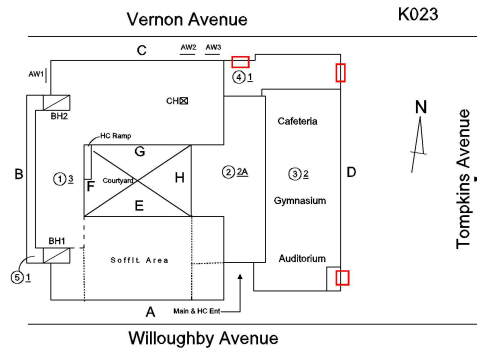 Vernon Avenue
K023
C
AW2
AW3
AW1
4 1
CH
BH2
HC Ramp
Cafeteria
N
G
B
1 3
F
Courtyard
H
2 2A
3 2
D
Tompkins Avenue
E
Gymnasium
BH1
Soffit Area
Auditorium
5 1
A
Main & HC Ent
Willoughby Avenue